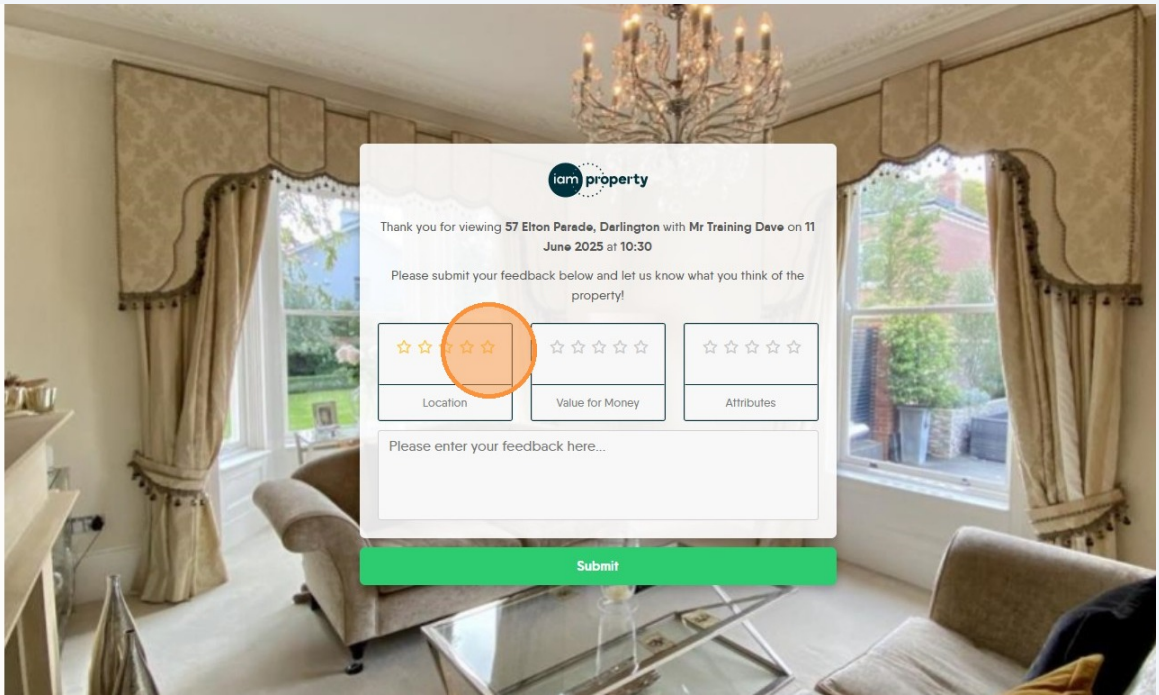 iam property
Thank you for viewing 57 Elton Parade, Darlington with Mr Training Dave on 11
June 2025 at 10:30
Please submit your feedback below and let us know what you think of the
property!
Location
Value for Money
Attributes
Please enter your feedback here...
Submit